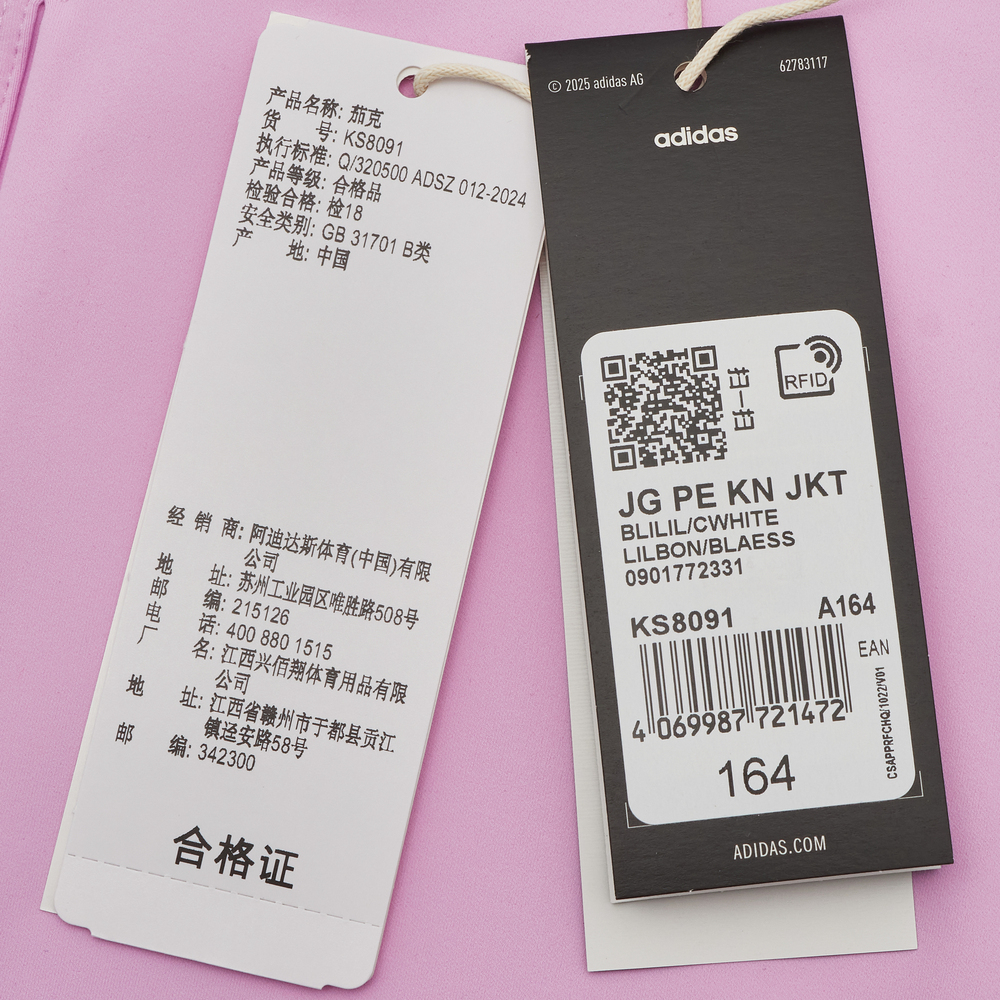 产品名称: 茄克
货 号: KS8091
执行标准: Q/320500 ADSZ 012-2024
产品等级: 合格品
检验合格: 检18
安全类别: GB 31701 B类
产 地: 中国
经 销 商: 阿迪达斯体育(中国)有限
公司
地 址: 苏州工业园区唯胜路508号
邮 编: 215126
电 话: 400 880 1515
厂 名: 江西兴佰翔体育用品有限
公司
地 址: 江西省赣州市于都县贡江
镇迳安路58号
邮 编: 342300
合格证
© 2025 adidas AG
62783117
adidas
扫一扫
RFID
JG PE KN JKT
BLILIL/CWHITE
LILBON/BLAESS
0901772331
KS8091 A164
EAN
4 069987 721472
CSAPPRFCHQ/1022/V01
164
ADIDAS.COM